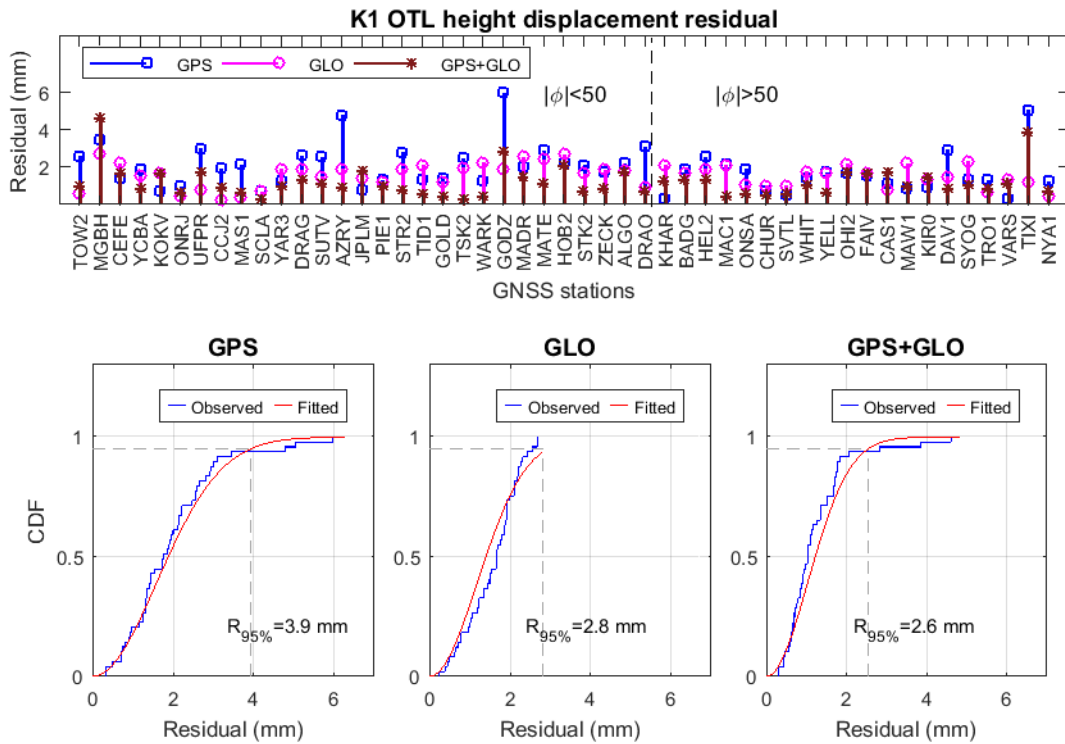 K1 OTL height displacement residual
Residual (mm)
6
4
2
GPS GLO GPS+GLO
|ϕ|<50 |ϕ|>50
TOW2 MGBH CEFE YCBA KOKV ONRJ UFPR CCJ2 MAS1 SCLA YAR3 DRAG SUTV AZRY JPLM PIE1 STR2 TID1 GOLD TSK2 WARK GODZ MADR MATE HOB2 STK2 ZECK ALGO DRAO KHAR BADG HEL2 MAC1 ONSA CHUR SVTL WHIT YELL OHI2 FAIV CAS1 MAW1 KIR0 DAV1 SYOG TRO1 VARS TIXI NYA1
GNSS stations
GPS
CDF
Observed Fitted
1
0.5
0
R95%=3.9 mm
0 2 4 6
Residual (mm)
GLO
Observed Fitted
1
0.5
0
R95%=2.8 mm
0 2 4 6
Residual (mm)
GPS+GLO
Observed Fitted
1
0.5
0
R95%=2.6 mm
0 2 4 6
Residual (mm)